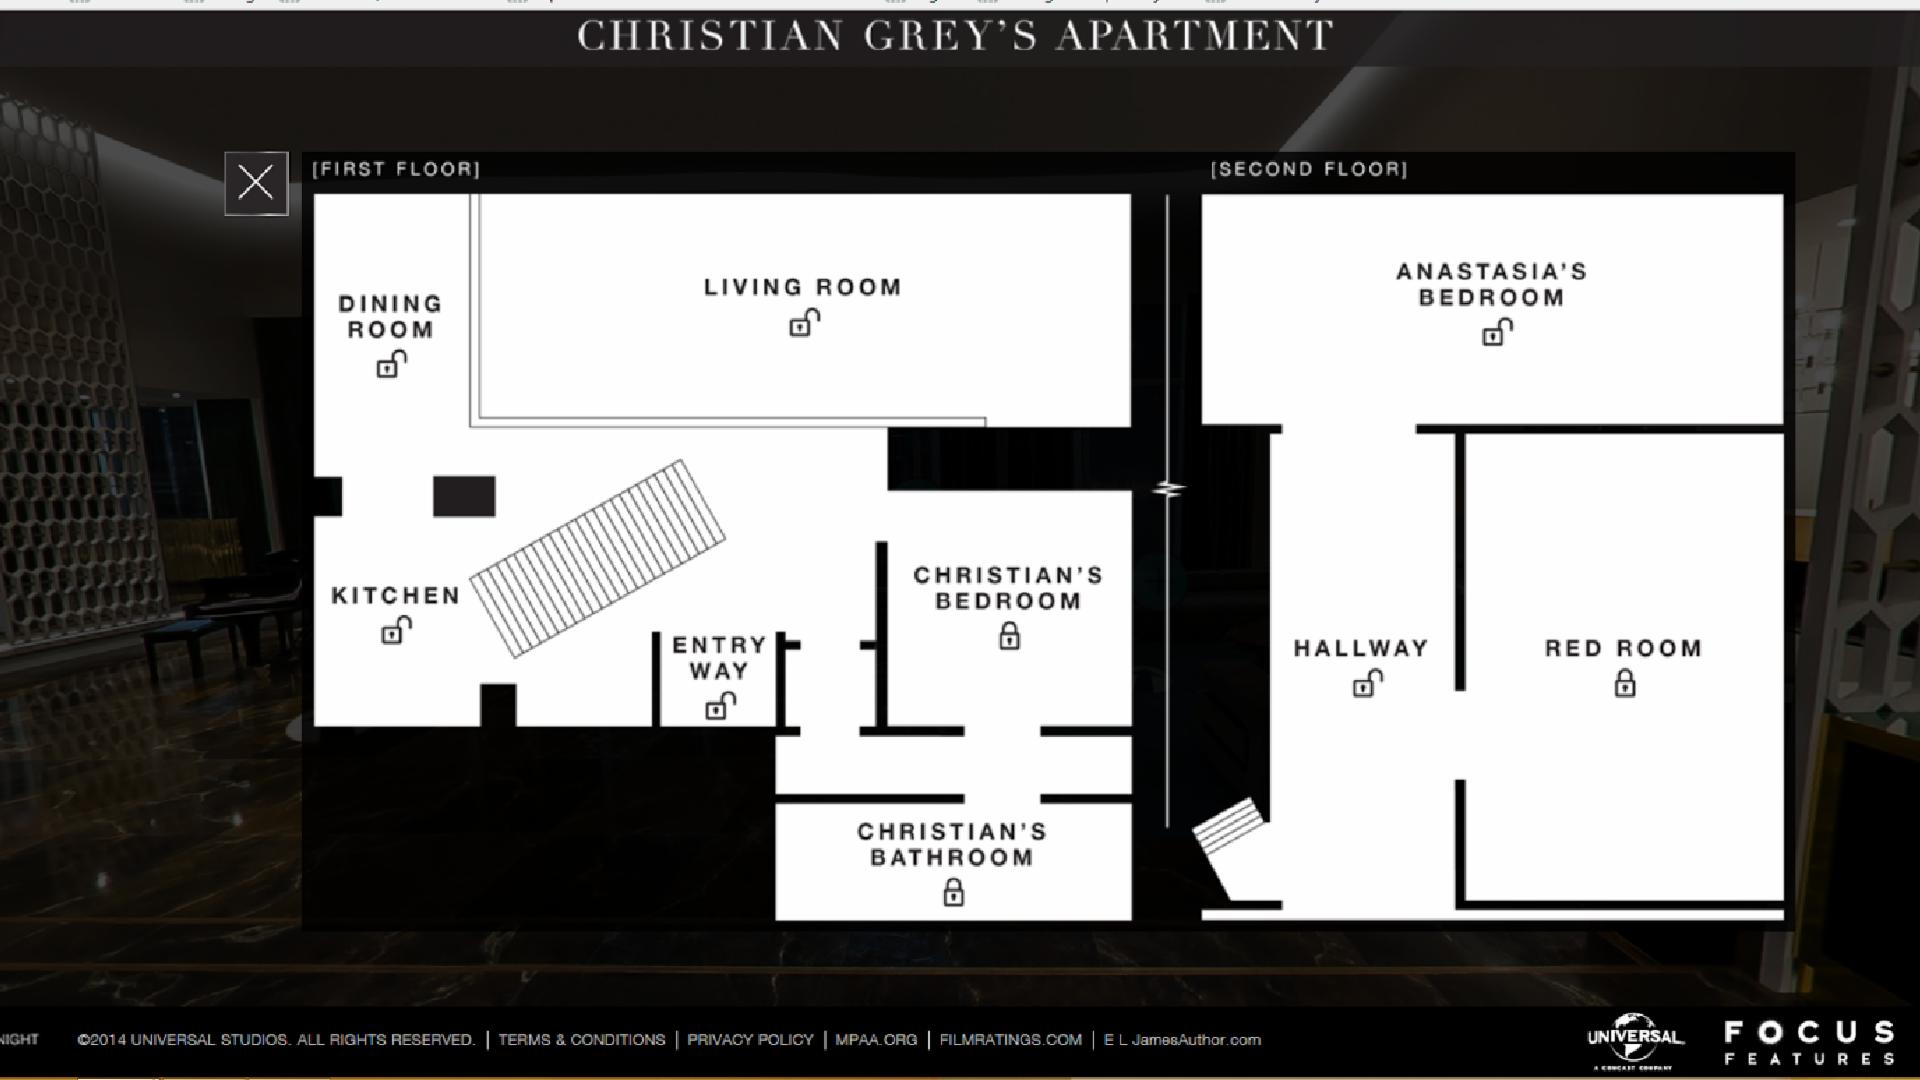 CHRISTIAN GREY'S APARTMENT
[FIRST FLOOR]
[SECOND FLOOR]
DINING
ROOM
LIVING ROOM
ANASTASIA'S
BEDROOM
KITCHEN
ENTRY
WAY
CHRISTIAN'S
BEDROOM
HALLWAY
RED ROOM
CHRISTIAN'S
BATHROOM
©2014 UNIVERSAL STUDIOS. ALL RIGHTS RESERVED. | TERMS & CONDITIONS | PRIVACY POLICY | MPAA.ORG | FILMRATINGS.COM | E L JamesAuthor.com
UNIVERSAL
A COMCAST COMPANY
FOCUS
FEATURES